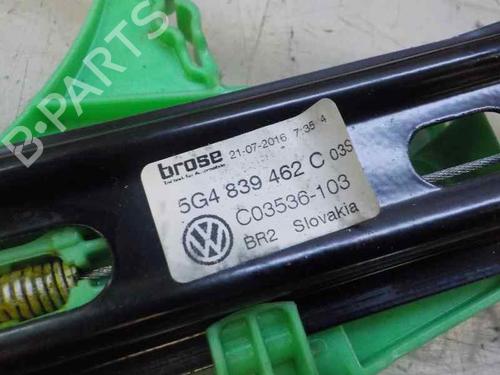 B-PARTS
brose 21-07-2016 7:35 4
5G4 839 462 C 03S
C03536-103
BR2 Slovakia